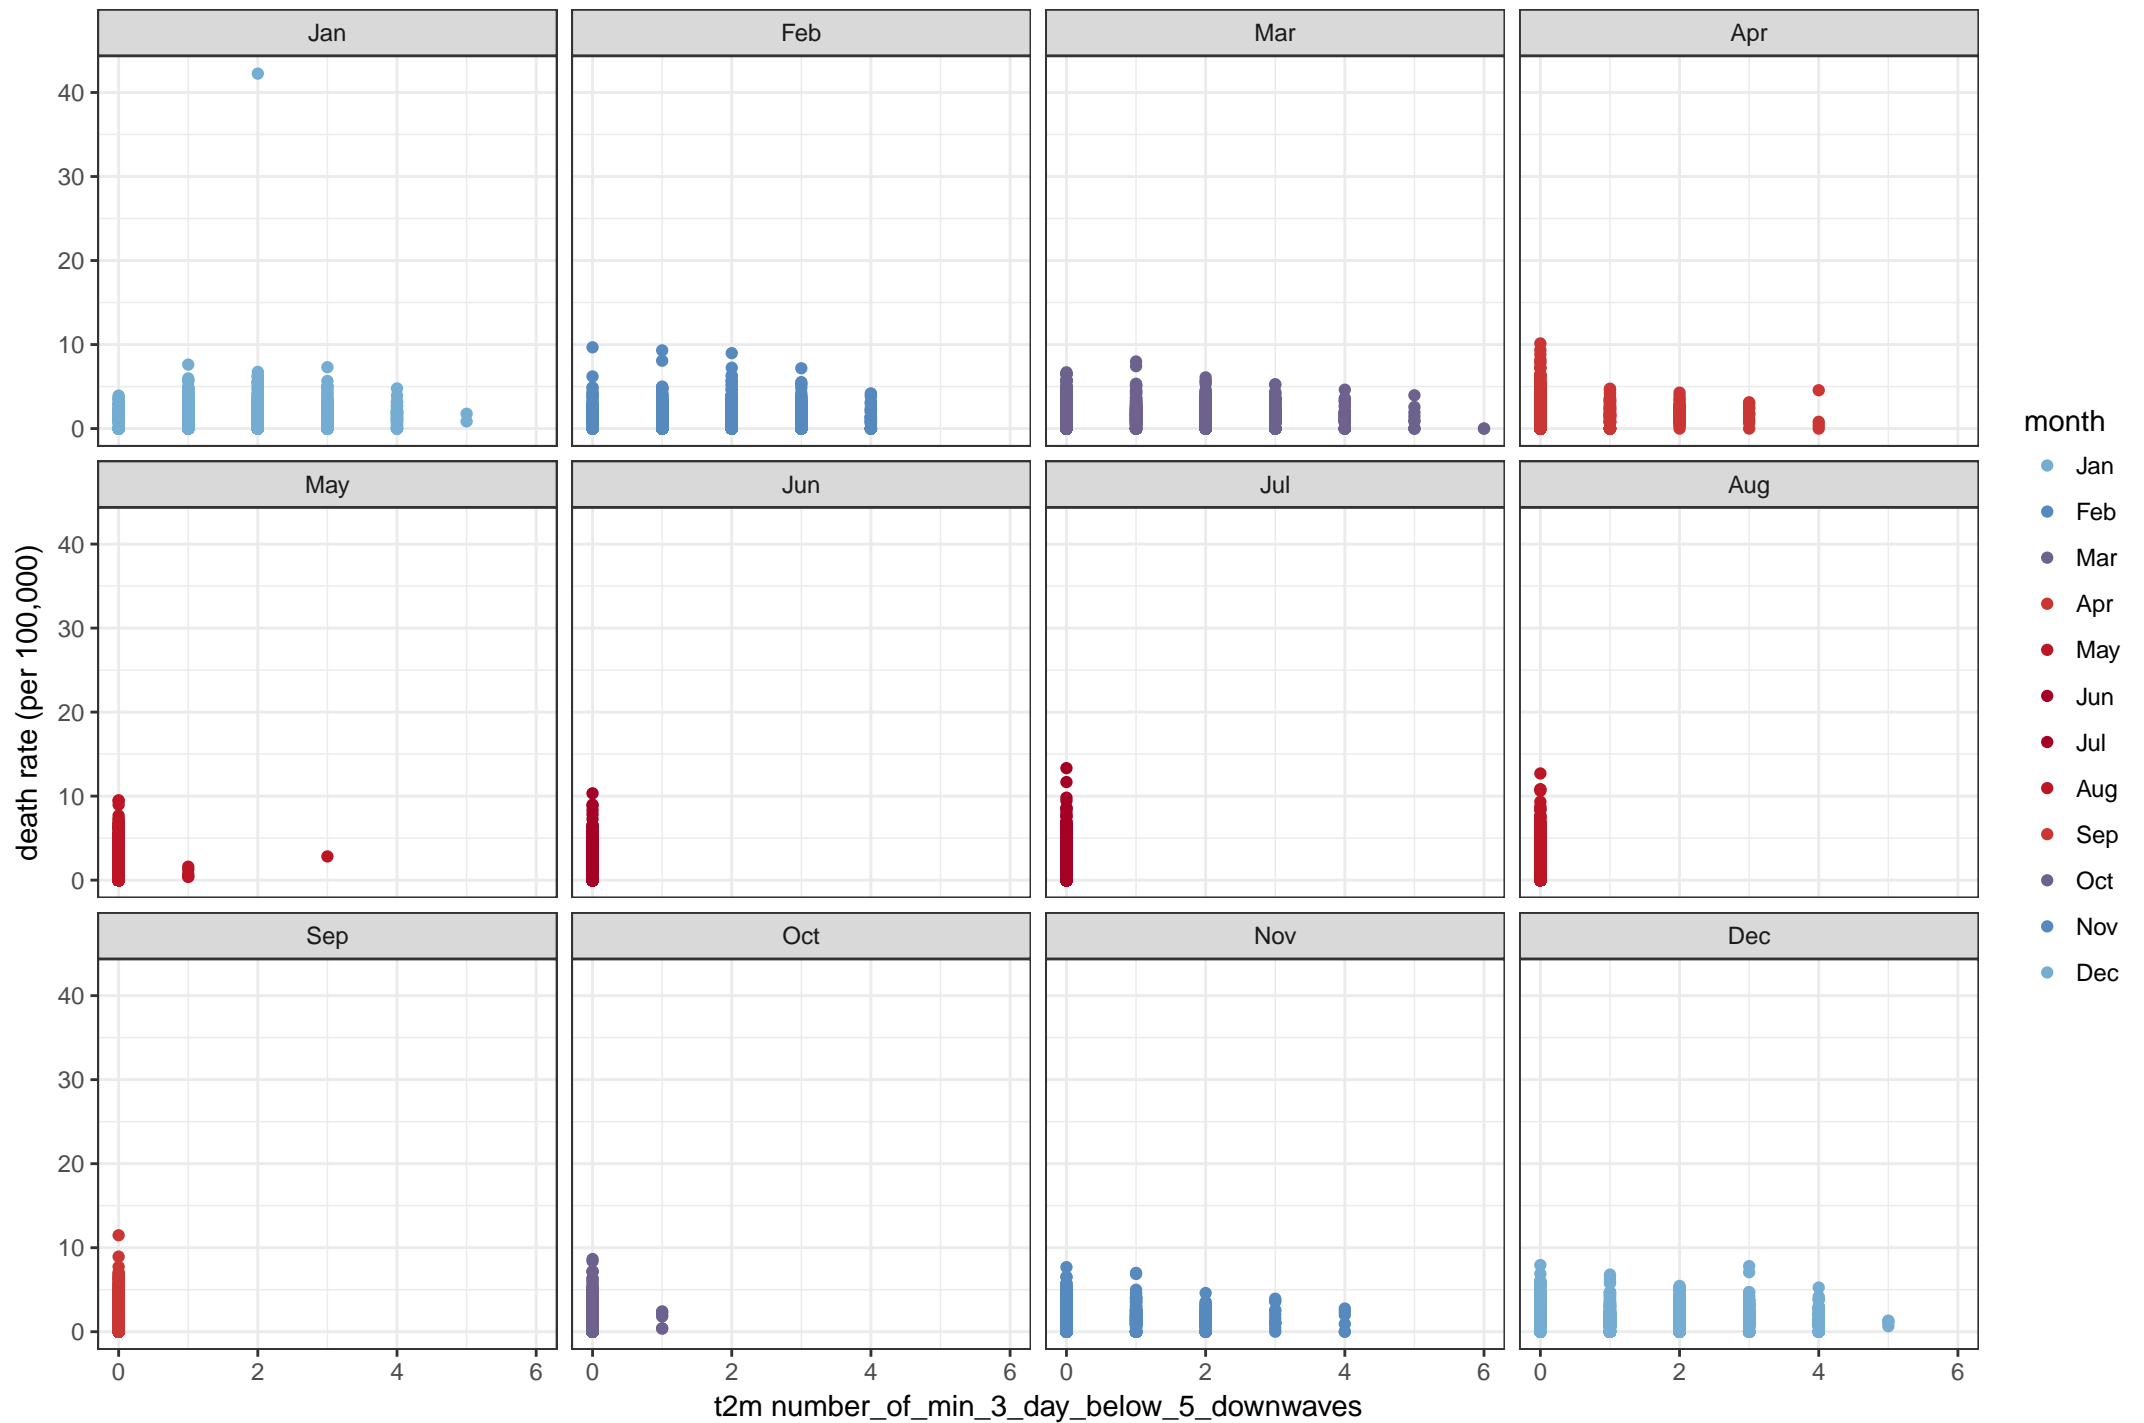 Jan Feb Mar Apr
40
30
20
10
0
May Jun Jul Aug
40
30
20
10
0
Sep Oct Nov Dec
40
30
20
10
0
0 2 4 6 0 2 4 6 0 2 4 6 0 2 4 6
t2m number_of_min_3_day_below_5_downwaves
death rate (per 100,000)
month
Jan
Feb
Mar
Apr
May
Jun
Jul
Aug
Sep
Oct
Nov
Dec